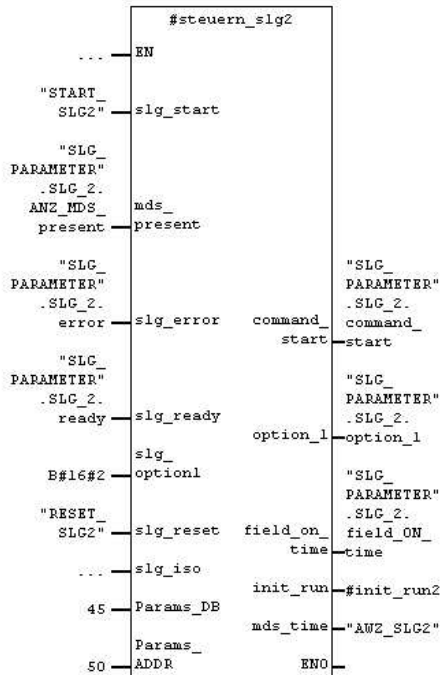 #steuern_slg2
... EN
"START_
SLG2" slg_start
"SLG_
PARAMETER"
.SLG_2.
ANZ_MDS_ mds_
present present
"SLG_ "SLG_
PARAMETER" PARAMETER"
.SLG_2. .SLG_2.
error slg_error command_ command_
start start
"SLG_
PARAMETER" "SLG_
.SLG_2. PARAMETER"
ready slg_ready .SLG_2.
option_1 option_1
slg_
B#16#2 option1 "SLG_
PARAMETER"
"RESET_ .SLG_2.
SLG2" slg_reset field_on_ field_ON_
time time
... slg_iso
init_run #init_run2
45 Params_DB
mds_time "AWZ_SLG2"
Params_
50 ADDR ENO